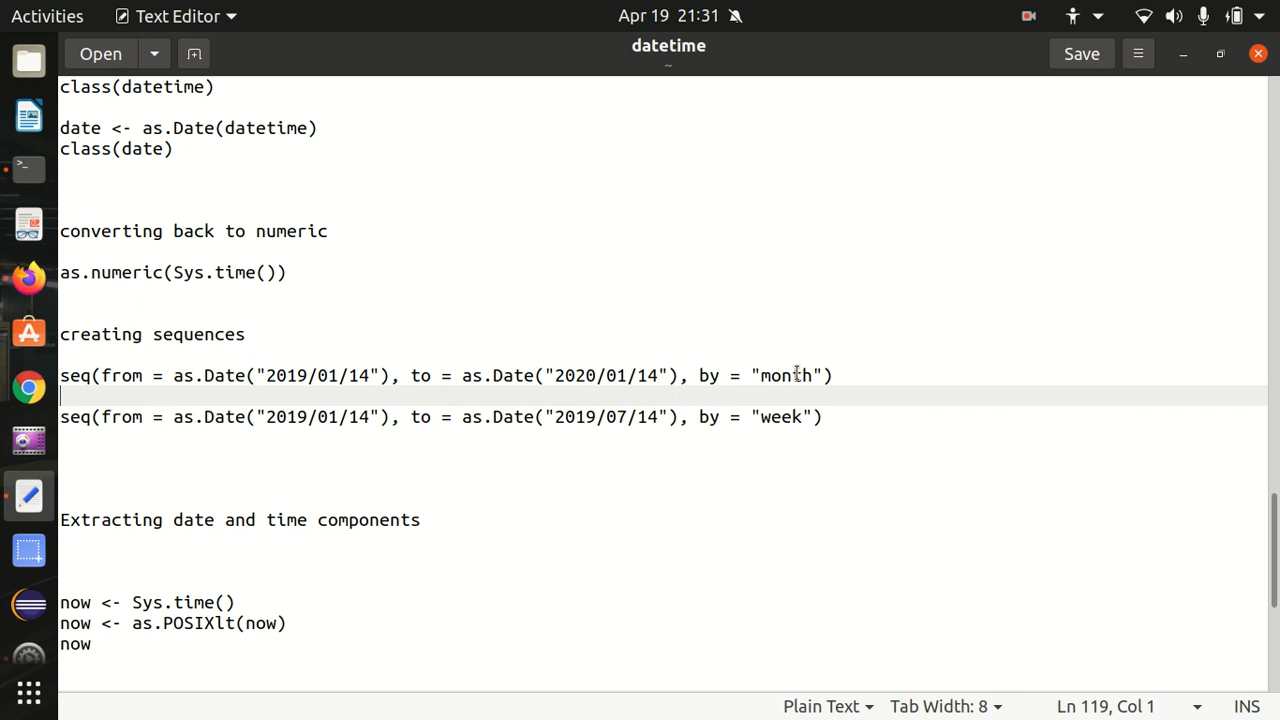 Activities Text Editor Apr 19 21:31
Open datetime Save
~
class(datetime)
date <- as.Date(datetime)
class(date)
converting back to numeric
as.numeric(Sys.time())
creating sequences
seq(from = as.Date("2019/01/14"), to = as.Date("2020/01/14"), by = "month")
seq(from = as.Date("2019/01/14"), to = as.Date("2019/07/14"), by = "week")
Extracting date and time components
now <- Sys.time()
now <- as.POSIXlt(now)
now
Plain Text Tab Width: 8 Ln 119, Col 1 INS